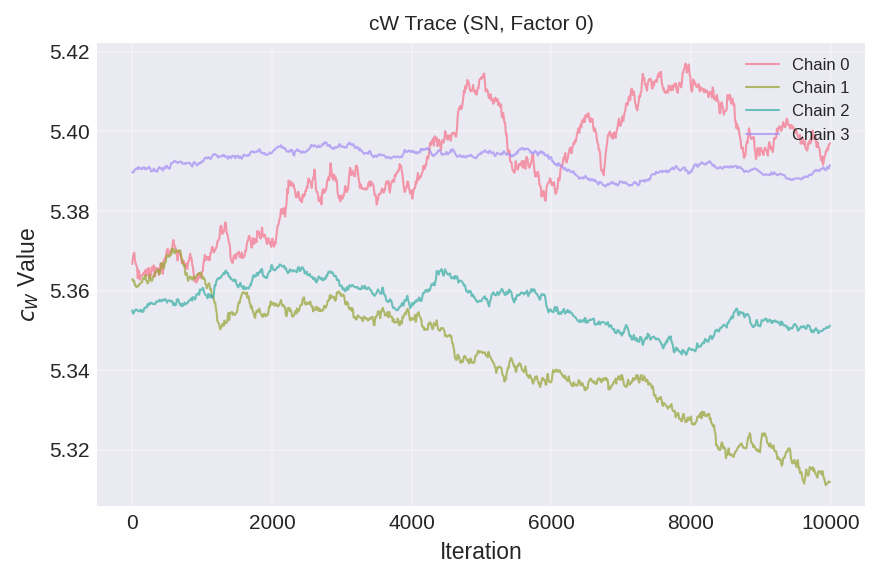 cW Trace (SN, Factor 0)
5.42
5.40
5.38
5.36
5.34
5.32
c_W Value
Chain 0
Chain 1
Chain 2
Chain 3
0 2000 4000 6000 8000 10000
Iteration